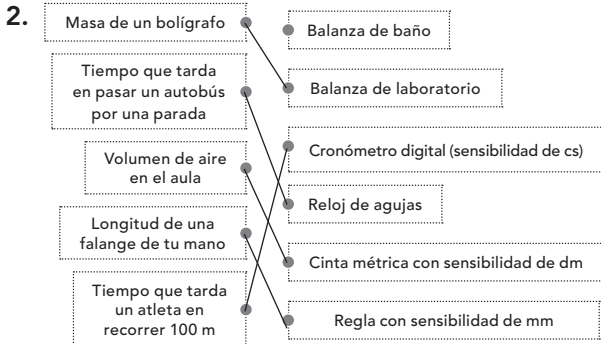 2.
Masa de un bolígrafo
Tiempo que tarda
en pasar un autobús
por una parada
Volumen de aire
en el aula
Longitud de una
falange de tu mano
Tiempo que tarda
un atleta en
recorrer 100 m
Balanza de baño
Balanza de laboratorio
Cronómetro digital (sensibilidad de cs)
Reloj de agujas
Cinta métrica con sensibilidad de dm
Regla con sensibilidad de mm